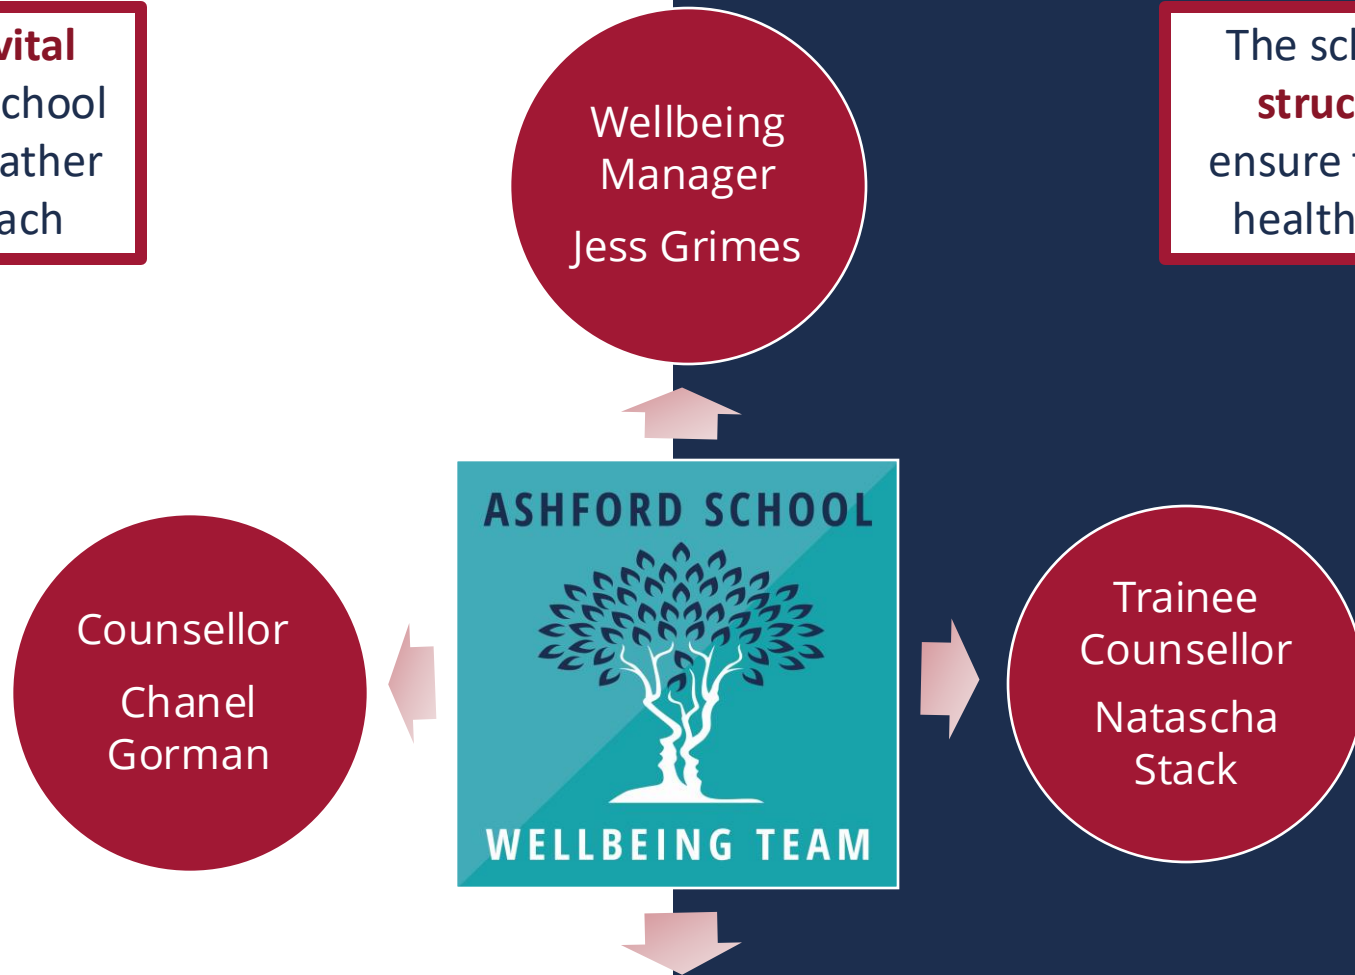 vital
chool
ather
ach
Wellbeing
Manager
Jess Grimes
The scl
struc
ensure
health
ASHFORD SCHOOL
Counsellor
Chanel
Gorman
Trainee
Counsellor
Natascha
Stack
WELLBEING TEAM